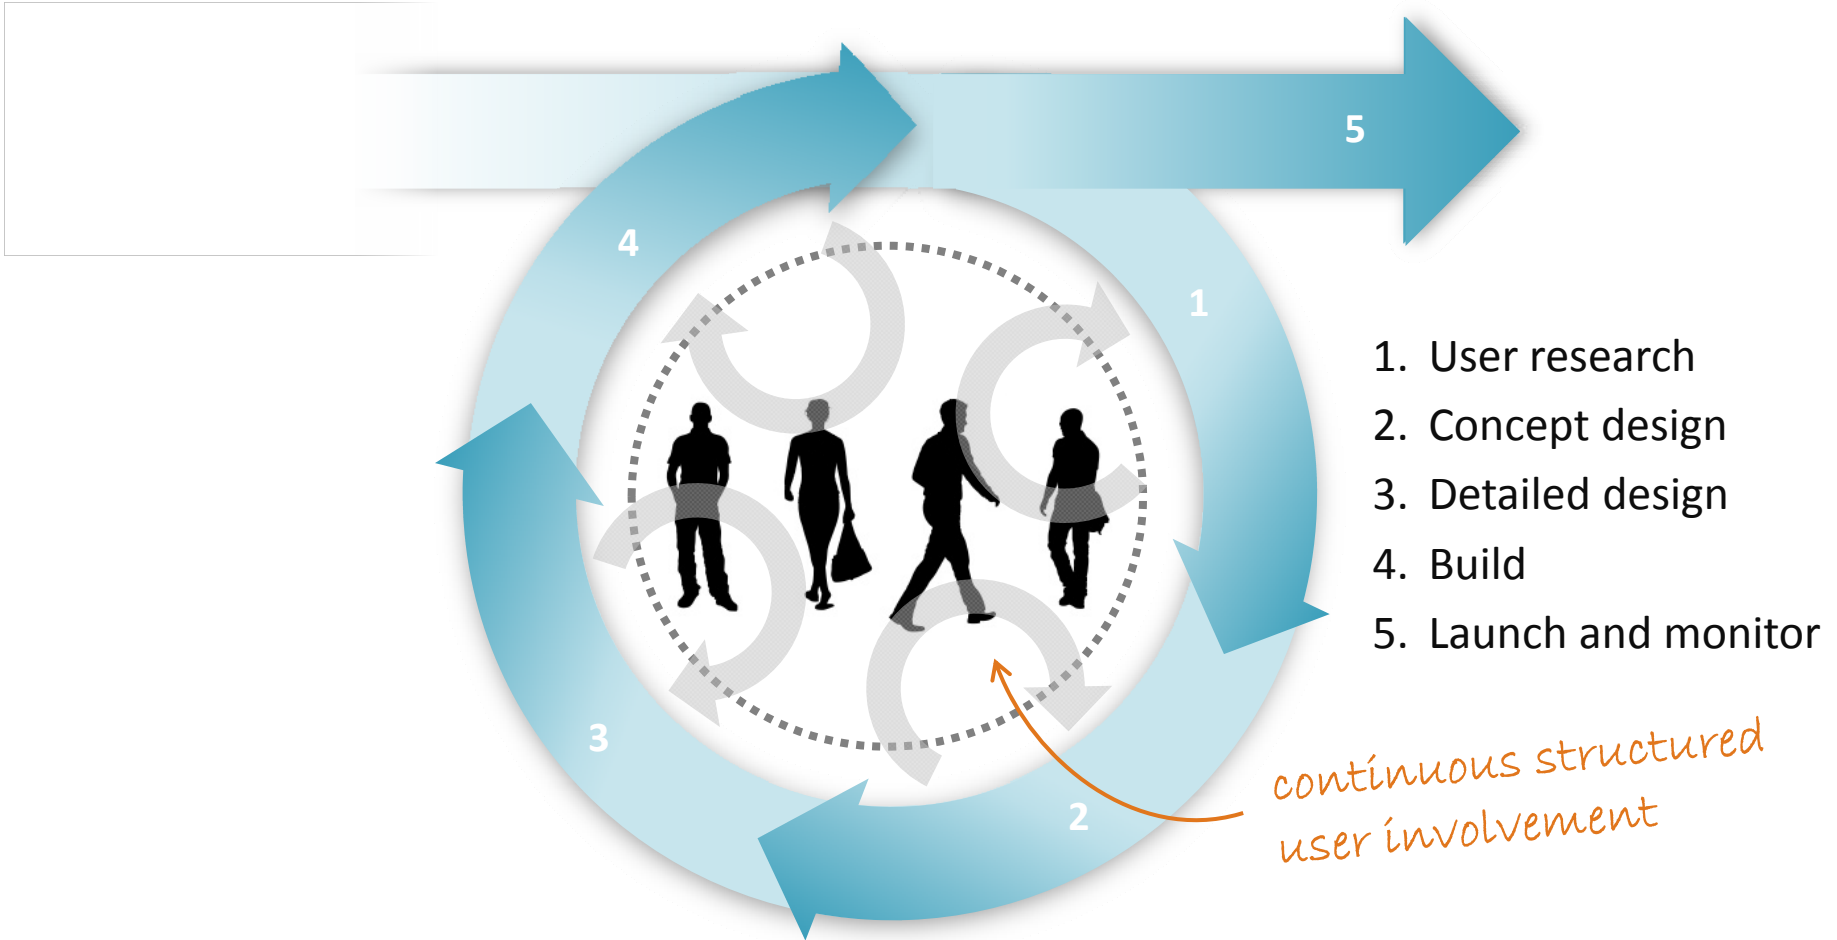 5
4
1
1. User research
2. Concept design
3. Detailed design
4. Build
5. Launch and monitor
3
2
continuous structured
user involvement